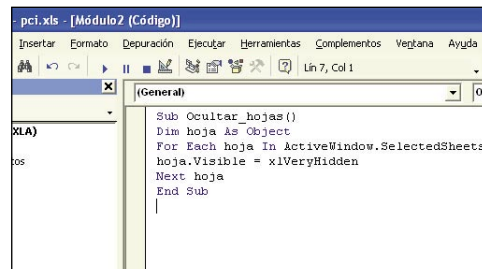 - pci.xls - [Módulo2 (Código)]
Insertar Formato Depuración Ejecutar Herramientas Complementos Ventana Ayuda
Lín 7, Col 1
(General)
XLA)
tos
Sub Ocultar_hojas()
Dim hoja As Object
For Each hoja In ActiveWindow.SelectedSheets
hoja.Visible = xlVeryHidden
Next hoja
End Sub